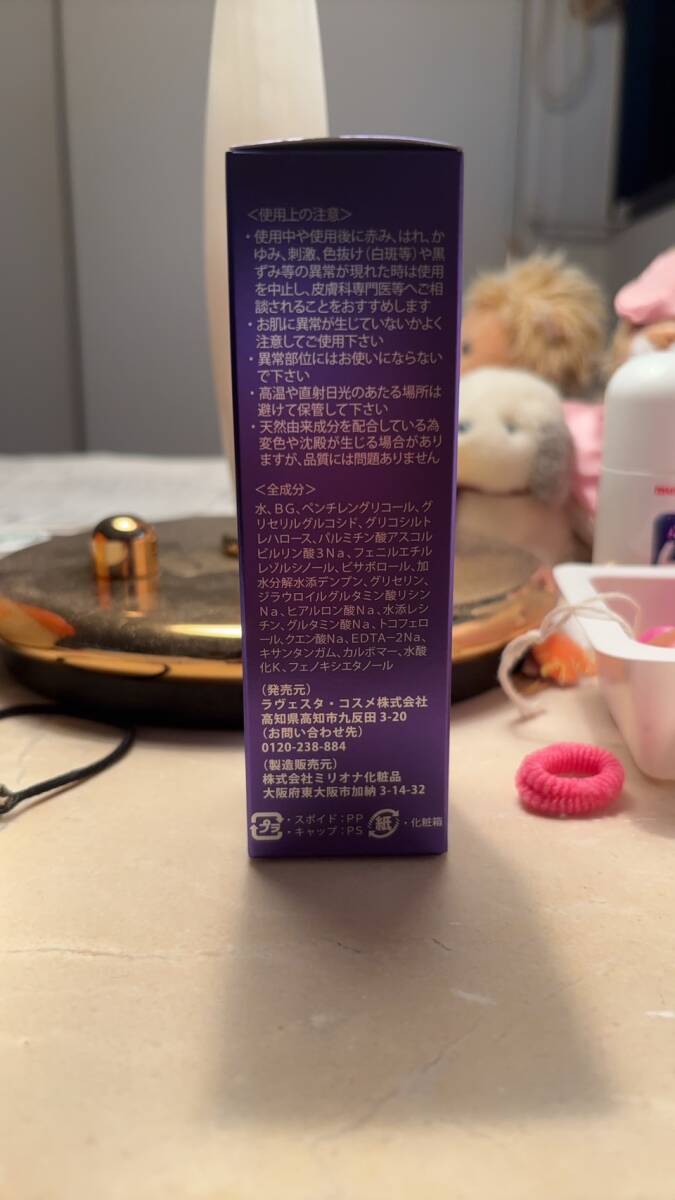 ＜使用上の注意＞
・使用中や使用後に赤み、はれ、か
ゆみ、刺激、色抜け（白斑等）や黒
ずみ等の異常が現れた時は使用
を中止し、皮膚科専門医等へご相
談されることをおすすめします
・お肌に異常が生じていないかよく
注意してご使用下さい
・異常部位にはお使いにならない
で下さい
・高温や直射日光のあたる場所は
避けて保管して下さい
・天然由来成分を配合している為
変色や沈殿が生じる場合があり
ますが、品質には問題ありません
＜全成分＞
水、BG、ペンチレングリコール、グ
リセリルグルコシド、グリコシルト
レハロース、パルミチン酸アスコル
ビルリン酸3Na、フェニルエチル
レゾルシノール、ビサボロール、加
水分解水添デンプン、グリセリン、
ジラウロイルグルタミン酸リシン
Na、ヒアルロン酸Na、水添レシ
チン、グルタミン酸Na、トコフェロ
ール、クエン酸Na、EDTA−2Na、
キサンタンガム、カルボマー、水酸
化K、フェノキシエタノール
（発売元）
ラヴェスタ・コスメ株式会社
高知県高知市九反田 3-20
（お問い合わせ先）
0120-238-884
（製造販売元）
株式会社ミリオナ化粧品
大阪府東大阪市加納 3-14-32
プラ ・スポイド：PP 紙 ・化粧箱
・キャップ：PS